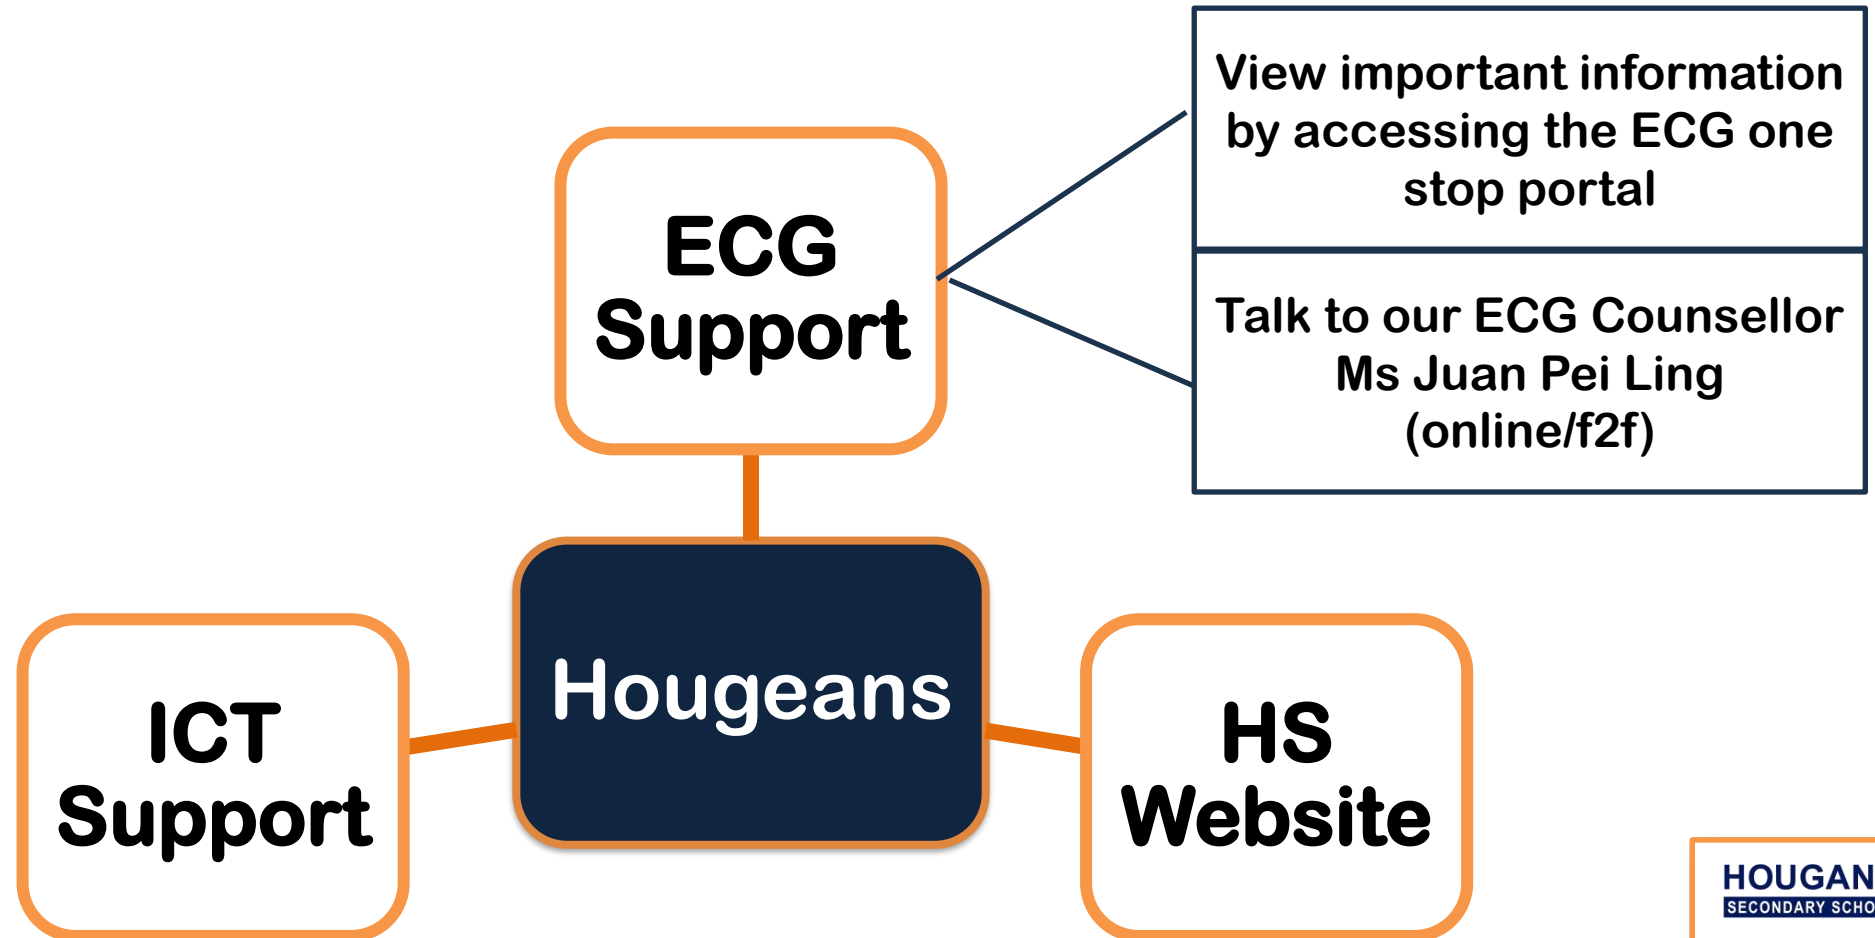 View important information
by accessing the ECG one
stop portal
ECG
Support
Talk to our ECG Counsellor
Ms Juan Pei Ling
(online/f2f)
Hougeans
ICT
Support
HS
Website
HOUGAN
SECONDARY SCHO